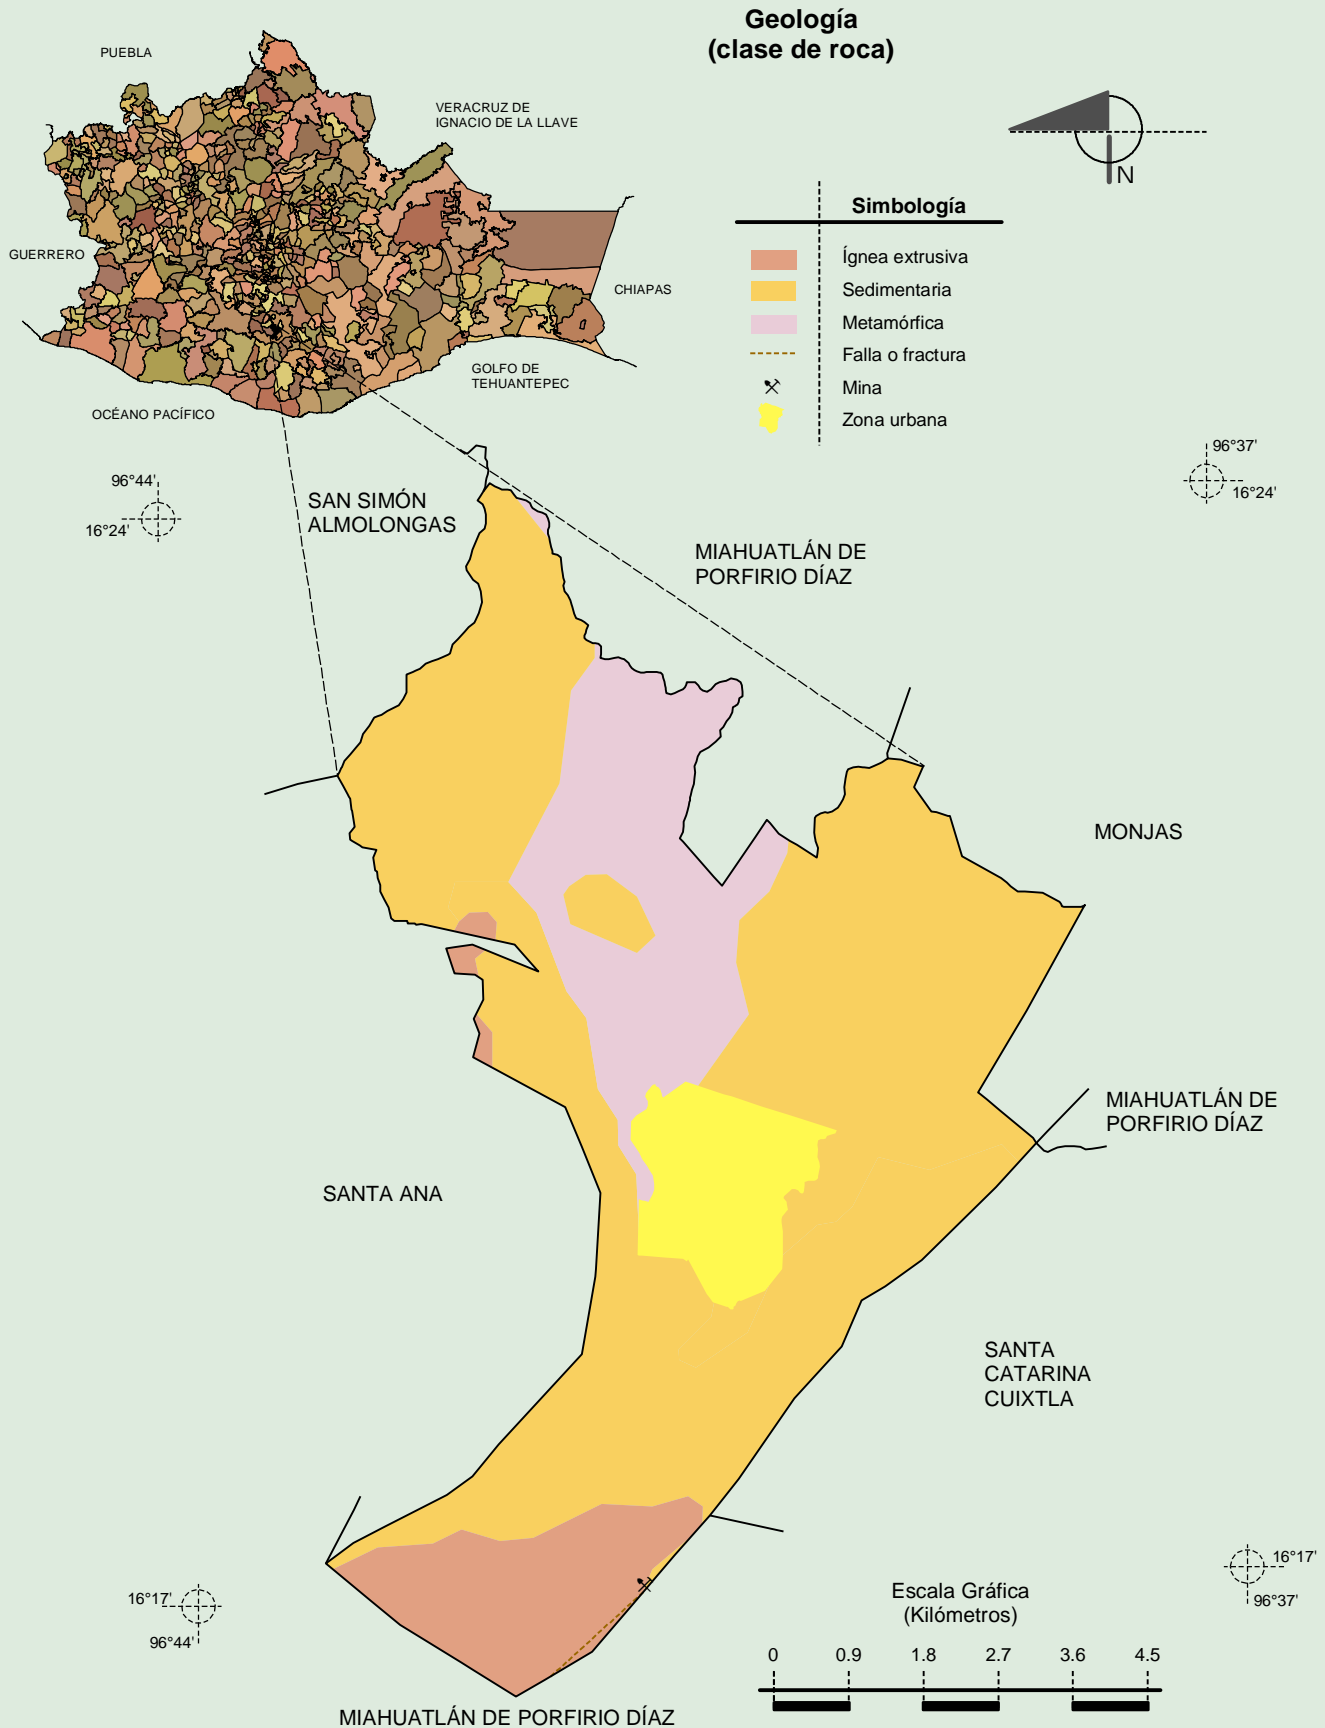 Geología
(clase de roca)
PUEBLA
VERACRUZ DE
IGNACIO DE LA LLAVE
GUERRERO
CHIAPAS
GOLFO DE
TEHUANTEPEC
OCÉANO PACÍFICO
N
Simbología
Ígnea extrusiva
Sedimentaria
Metamórfica
Falla o fractura
Mina
Zona urbana
96°44'
16°24'
96°37'
16°24'
SAN SIMÓN
ALMOLONGAS
MIAHUATLÁN DE
PORFIRIO DÍAZ
MONJAS
MIAHUATLÁN DE
PORFIRIO DÍAZ
SANTA ANA
SANTA
CATARINA
CUIXTLA
16°17'
96°44'
16°17'
96°37'
Escala Gráfica
(Kilómetros)
0 0.9 1.8 2.7 3.6 4.5
MIAHUATLÁN DE PORFIRIO DÍAZ